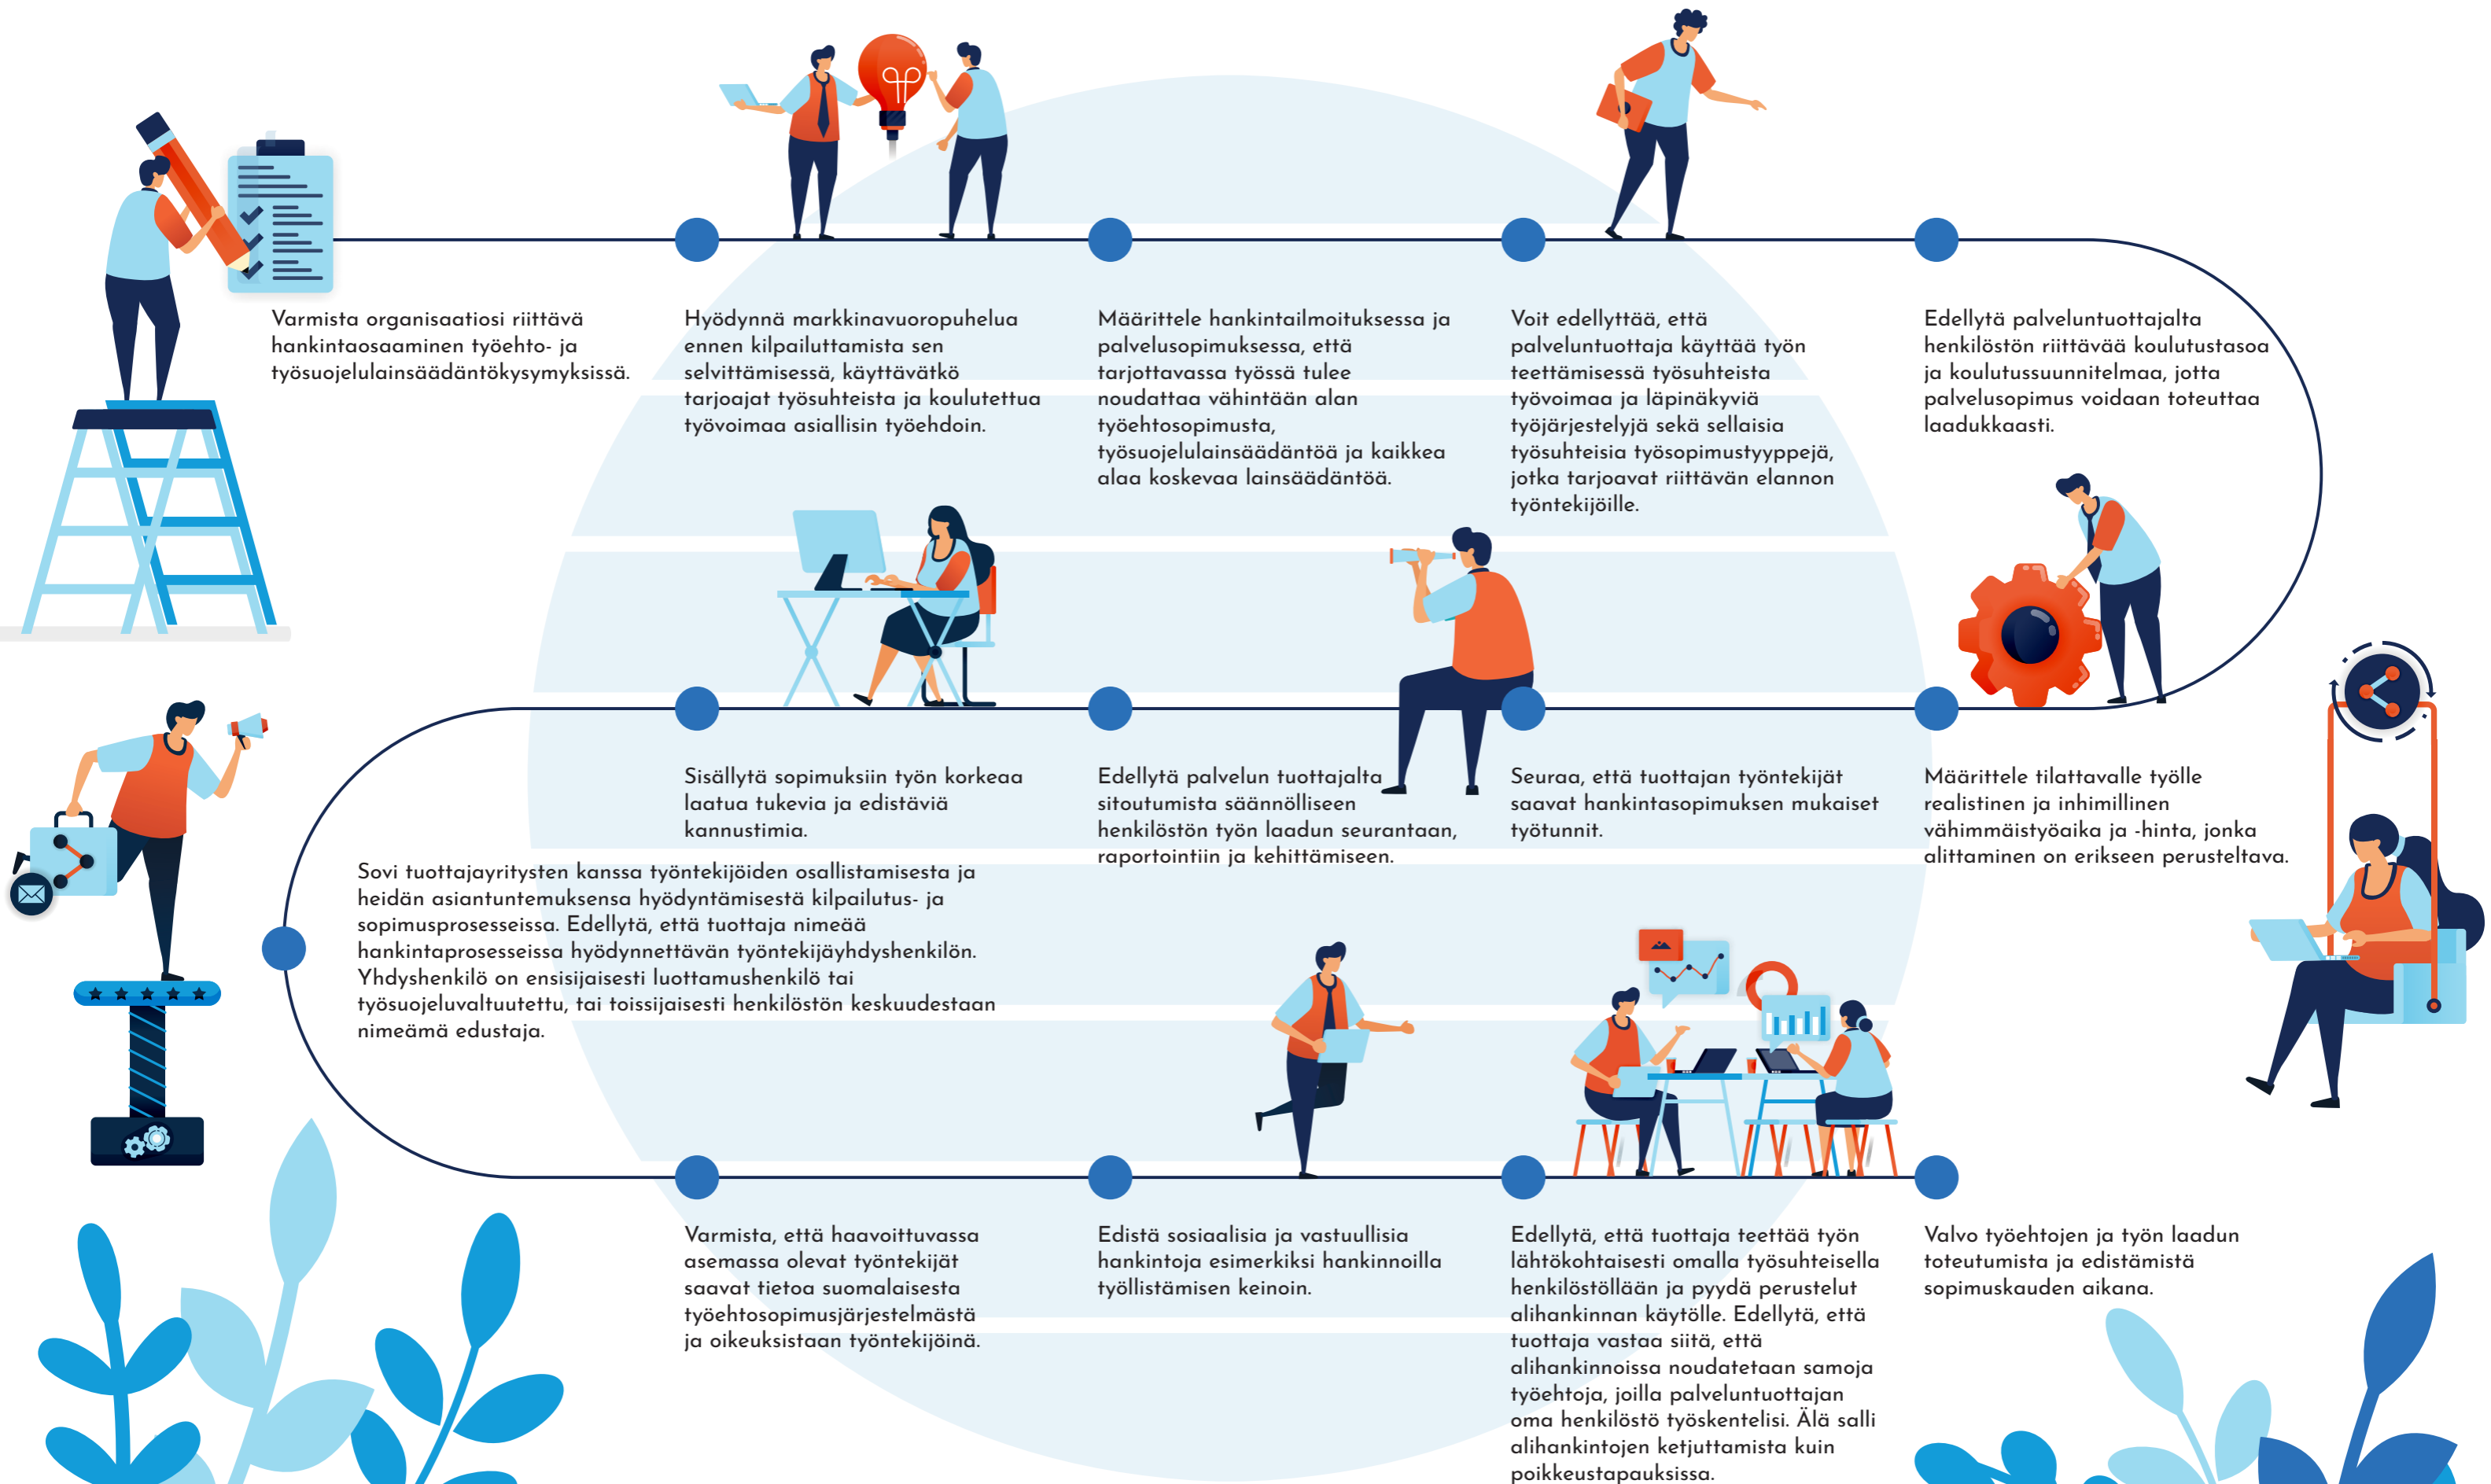 Varmista organisaatiosi riittävä
hankintaosaaminen työehto- ja
työsuojelulainsäädäntökysymyksissä.
Hyödynnä markkinavuoropuhelua
ennen kilpailuttamista sen
selvittämisessä, käyttävätkö
tarjoajat työsuhteista ja koulutettua
työvoimaa asiallisin työehdoin.
Määrittele hankintailmoituksessa ja
palvelusopimuksessa, että
tarjottavassa työssä tulee
noudattaa vähintään alan
työehtosopimusta,
työsuojelulainsäädäntöä ja kaikkea
alaa koskevaa lainsäädäntöä.
Voit edellyttää, että
palveluntuottaja käyttää työn
teettämisessä työsuhteista
työvoimaa ja läpinäkyviä
työjärjestelyjä sekä sellaisia
työsuhteisia työsopimustyyppejä,
jotka tarjoavat riittävän elannon
työntekijöille.
Edellytä palveluntuottajalta
henkilöstön riittävää koulutustasoa
ja koulutussuunnitelmaa, jotta
palvelusopimus voidaan toteuttaa
laadukkaasti.
Määrittele tilattavalle työlle
realistinen ja inhimillinen
vähimmäistyöaika ja -hinta, jonka
alittaminen on erikseen perusteltava.
Seuraa, että tuottajan työntekijät
saavat hankintasopimuksen mukaiset
työtunnit.
Edellytä palvelun tuottajalta
sitoutumista säännölliseen
henkilöstön työn laadun seurantaan,
raportointiin ja kehittämiseen.
Sisällytä sopimuksiin työn korkeaa
laatua tukevia ja edistäviä
kannustimia.
Sovi tuottajayritysten kanssa työntekijöiden osallistamisesta ja
heidän asiantuntemuksensa hyödyntämisestä kilpailutus- ja
sopimusprosesseissa. Edellytä, että tuottaja nimeää
hankintaprosesseissa hyödynnettävän työntekijäyhdyshenkilön.
Yhdyshenkilö on ensisijaisesti luottamushenkilö tai
työsuojeluvaltuutettu, tai toissijaisesti henkilöstön keskuudestaan
nimeämä edustaja.
Varmista, että haavoittuvassa
asemassa olevat työntekijät
saavat tietoa suomalaisesta
työehtosopimusjärjestelmästä
ja oikeuksistaan työntekijöinä.
Edistä sosiaalisia ja vastuullisia
hankintoja esimerkiksi hankinnoilla
työllistämisen keinoin.
Edellytä, että tuottaja teettää työn
lähtökohtaisesti omalla työsuhteisella
henkilöstöllään ja pyydä perustelut
alihankinnan käytölle. Edellytä, että
tuottaja vastaa siitä, että
alihankinnoissa noudatetaan samoja
työehtoja, joilla palveluntuottajan
oma henkilöstö työskentelisi. Älä salli
alihankintojen ketjuttamista kuin
poikkeustapauksissa.
Valvo työehtojen ja työn laadun
toteutumista ja edistämistä
sopimuskauden aikana.